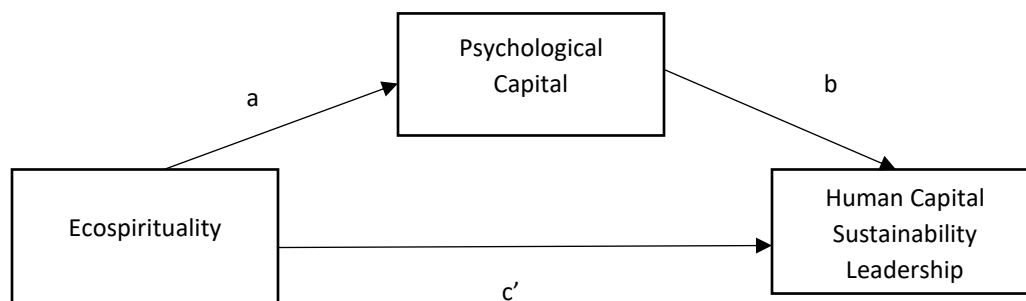 Psychological
Capital
a
b
Ecospirituality
Human Capital
Sustainability
Leadership
c'